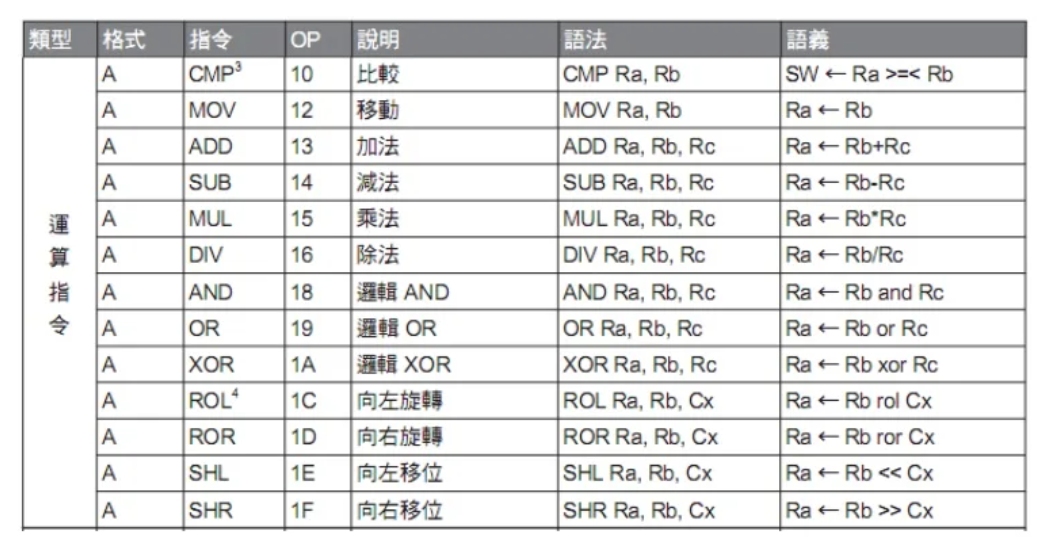 類型 格式 指令 OP 說明 語法 語義
運算指令
A CMP³ 10 比較 CMP Ra, Rb SW ← Ra >=< Rb
A MOV 12 移動 MOV Ra, Rb Ra ← Rb
A ADD 13 加法 ADD Ra, Rb, Rc Ra ← Rb+Rc
A SUB 14 減法 SUB Ra, Rb, Rc Ra ← Rb-Rc
A MUL 15 乘法 MUL Ra, Rb, Rc Ra ← Rb*Rc
A DIV 16 除法 DIV Ra, Rb, Rc Ra ← Rb/Rc
A AND 18 邏輯 AND AND Ra, Rb, Rc Ra ← Rb and Rc
A OR 19 邏輯 OR OR Ra, Rb, Rc Ra ← Rb or Rc
A XOR 1A 邏輯 XOR XOR Ra, Rb, Rc Ra ← Rb xor Rc
A ROL⁴ 1C 向左旋轉 ROL Ra, Rb, Cx Ra ← Rb rol Cx
A ROR 1D 向右旋轉 ROR Ra, Rb, Cx Ra ← Rb ror Cx
A SHL 1E 向左移位 SHL Ra, Rb, Cx Ra ← Rb << Cx
A SHR 1F 向右移位 SHR Ra, Rb, Cx Ra ← Rb >> Cx